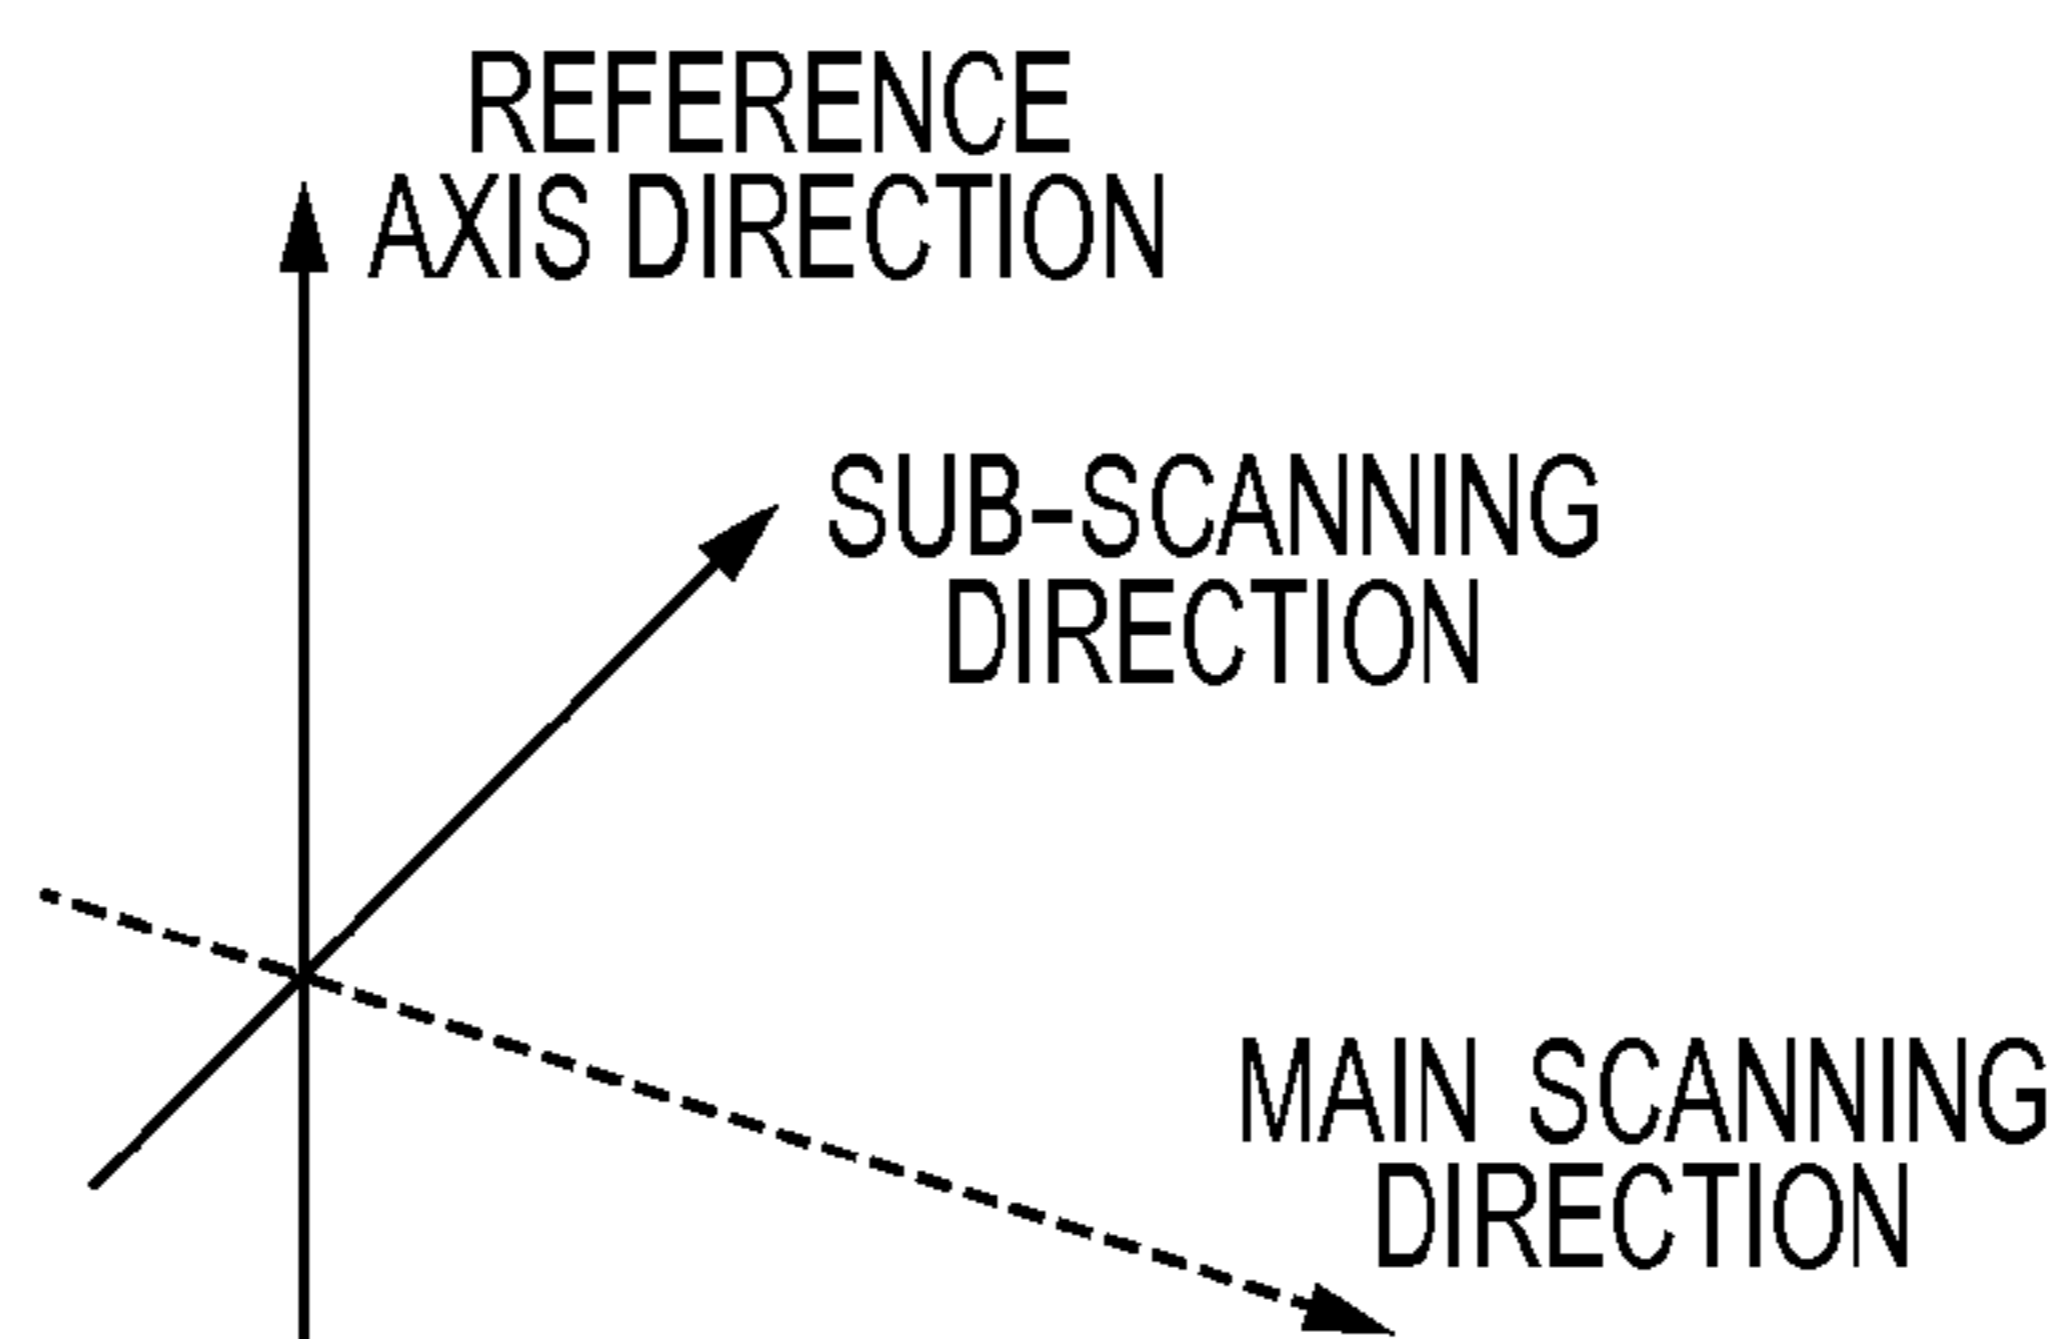 REFERENCE
AXIS DIRECTION
SUB-SCANNING
DIRECTION
MAIN SCANNING
DIRECTION